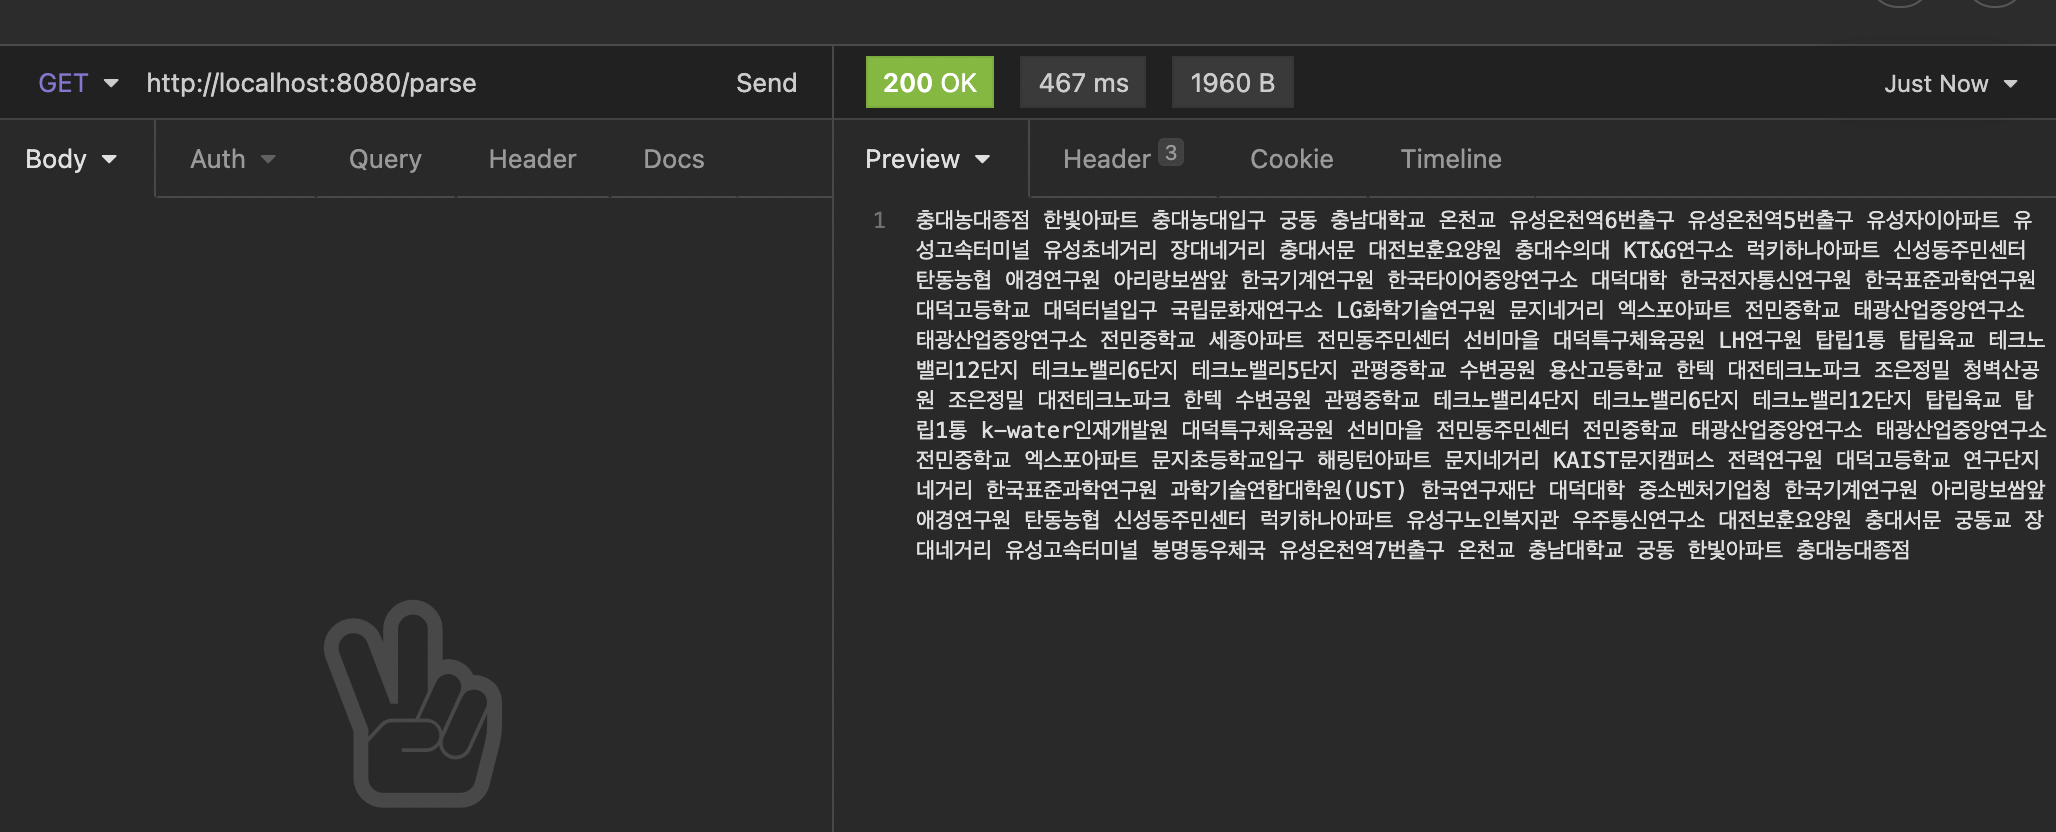 GET http://localhost:8080/parse Send 200 OK 467 ms 1960 B Just Now
Body Auth Query Header Docs Preview Header 3 Cookie Timeline
1 충대농대종점 한빛아파트 충대농대입구 궁동 충남대학교 온천교 유성온천역6번출구 유성온천역5번출구 유성자이아파트 유
성고속터미널 유성초네거리 장대네거리 충대서문 대전보훈요양원 충대수의대 KT&G연구소 럭키하나아파트 신성동주민센터
탄동농협 애경연구원 아리랑보쌈앞 한국기계연구원 한국타이어중앙연구소 대덕대학 한국전자통신연구원 한국표준과학연구원
대덕고등학교 대덕터널입구 국립문화재연구소 LG화학기술연구원 문지네거리 엑스포아파트 전민중학교 태광산업중앙연구소
태광산업중앙연구소 전민중학교 세종아파트 전민동주민센터 선비마을 대덕특구체육공원 LH연구원 탑립1통 탑립육교 테크노
밸리12단지 테크노밸리6단지 테크노밸리5단지 관평중학교 수변공원 용산고등학교 한텍 대전테크노파크 조은정밀 청벽산공
원 조은정밀 대전테크노파크 한텍 수변공원 관평중학교 테크노밸리4단지 테크노밸리6단지 테크노밸리12단지 탑립육교 탑
립1통 k-water인재개발원 대덕특구체육공원 선비마을 전민동주민센터 전민중학교 태광산업중앙연구소 태광산업중앙연구소
전민중학교 엑스포아파트 문지초등학교입구 해링턴아파트 문지네거리 KAIST문지캠퍼스 전력연구원 대덕고등학교 연구단지
네거리 한국표준과학연구원 과학기술연합대학원(UST) 한국연구재단 대덕대학 중소벤처기업청 한국기계연구원 아리랑보쌈앞
애경연구원 탄동농협 신성동주민센터 럭키하나아파트 유성구노인복지관 우주통신연구소 대전보훈요양원 충대서문 궁동교 장
대네거리 유성고속터미널 봉명동우체국 유성온천역7번출구 온천교 충남대학교 궁동 한빛아파트 충대농대종점